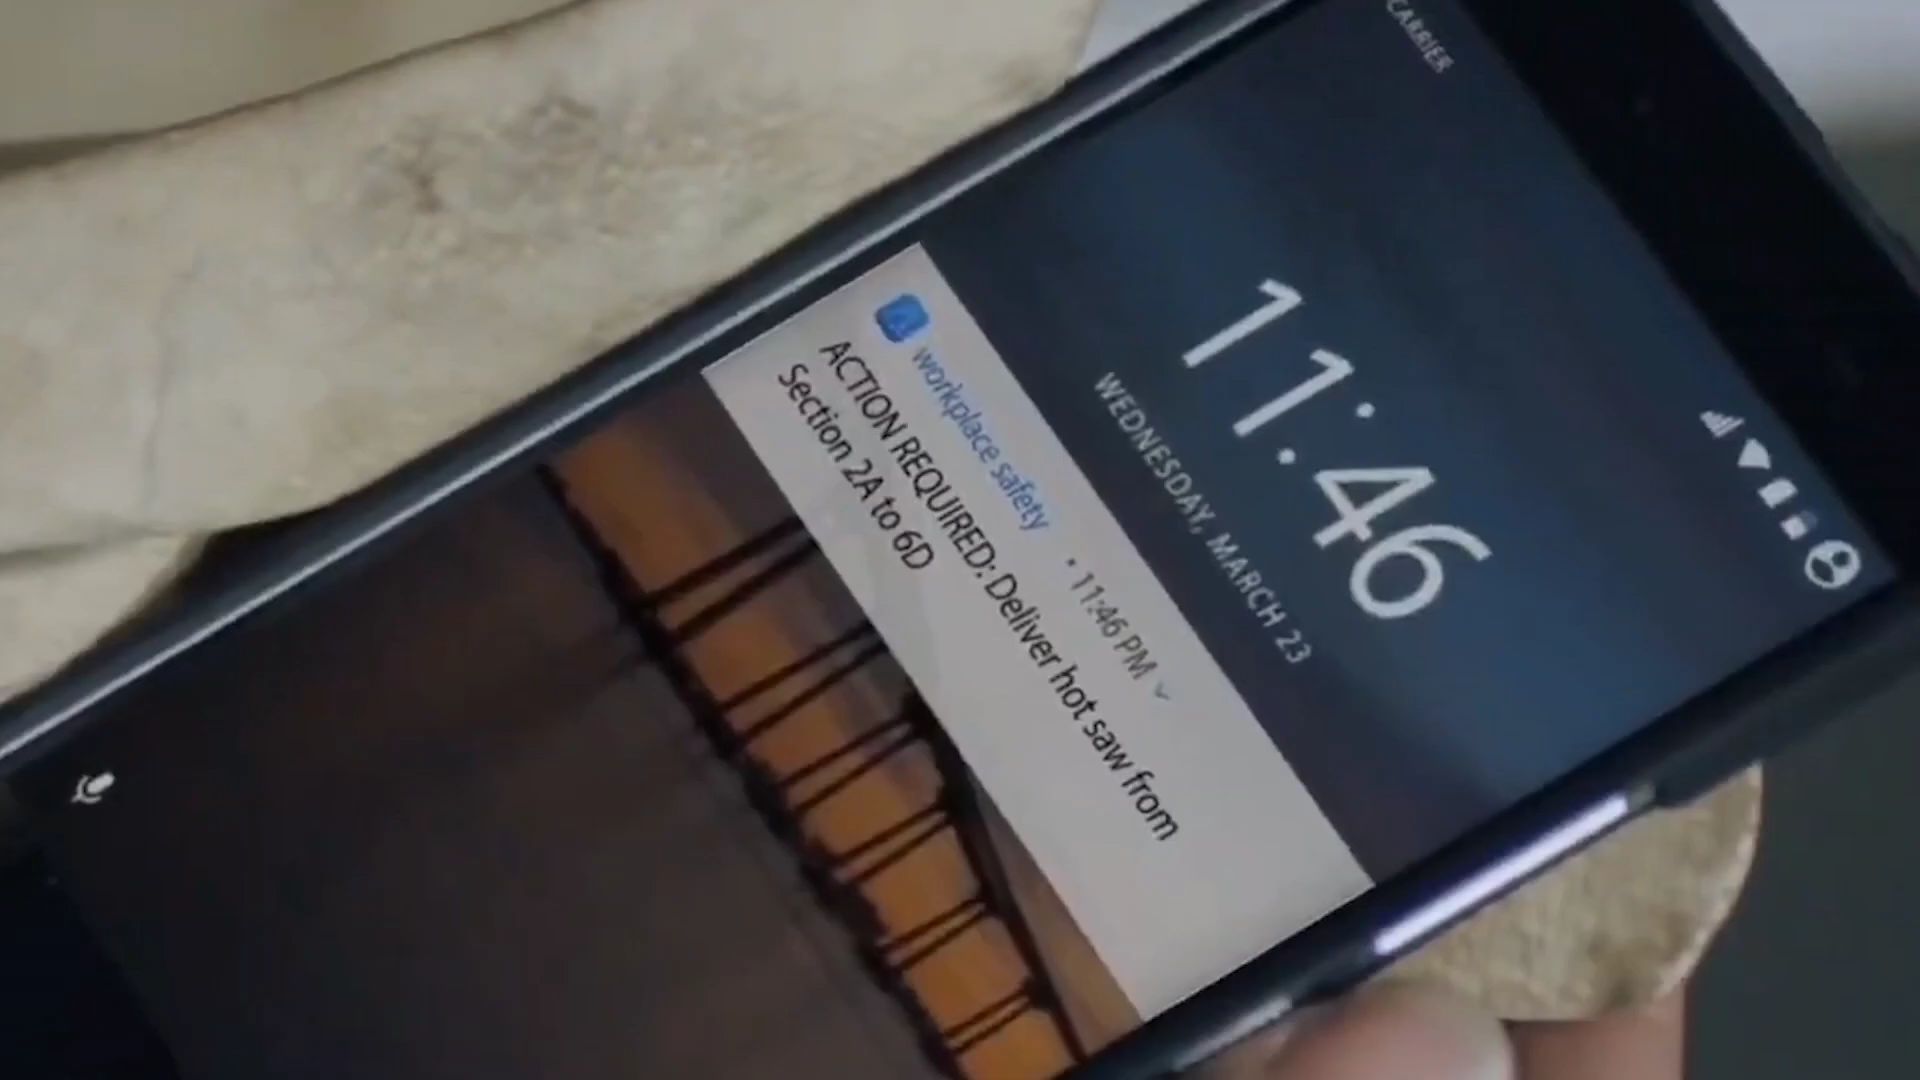 CARRIER
11:46
WEDNESDAY, MARCH 23
workplace safety • 11:46 PM
ACTION REQUIRED: Deliver hot saw from
Section 2A to 6D